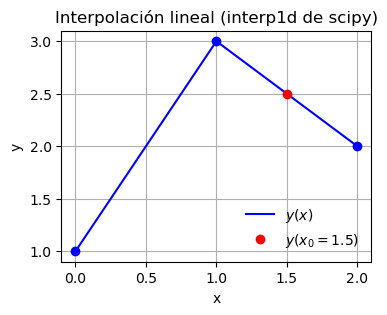 Interpolación lineal (interp1d de scipy)
3.0
2.5
2.0
1.5
1.0
y
y(x)
y(x₀ = 1.5)
0.0 0.5 1.0 1.5 2.0
x